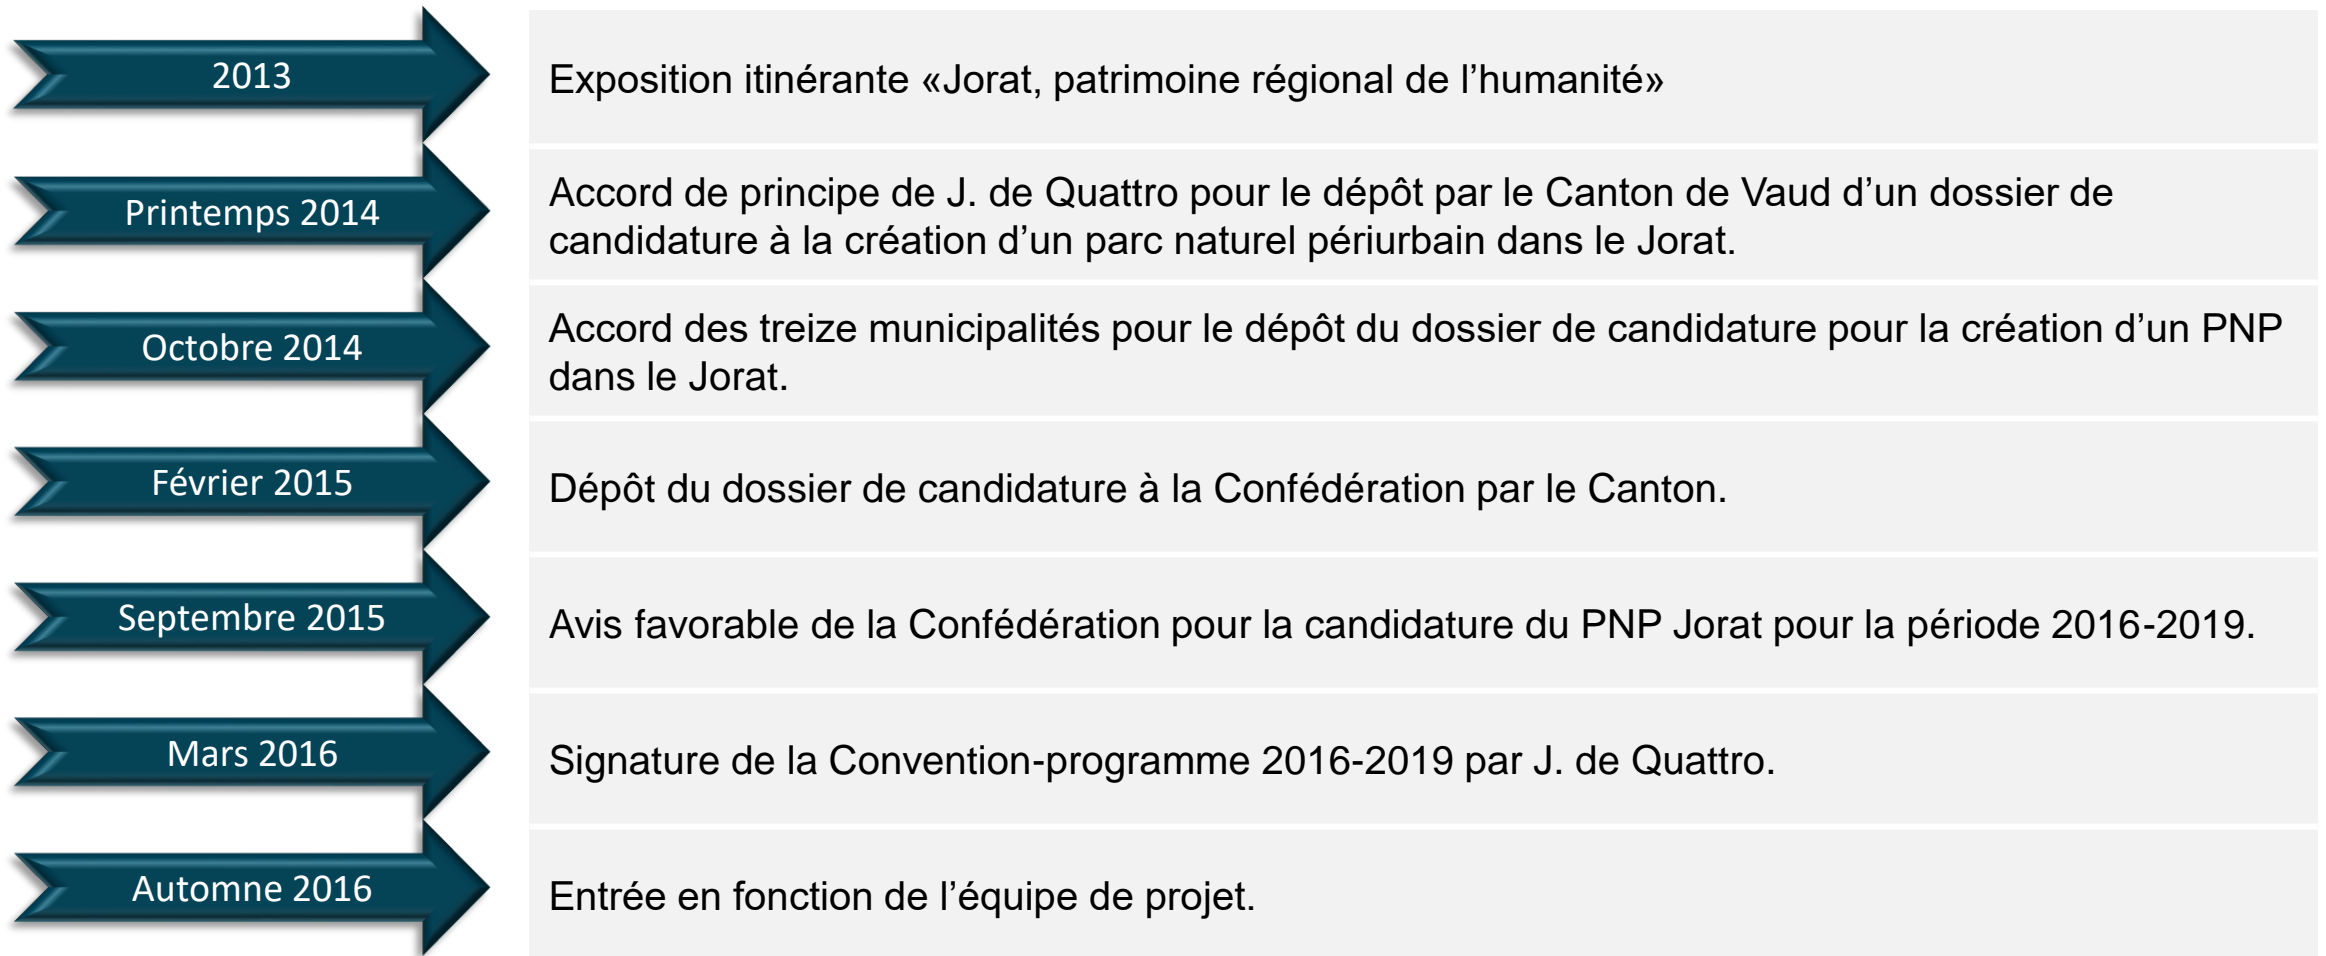 2013
Exposition itinérante «Jorat, patrimoine régional de l’humanité»
Printemps 2014
Accord de principe de J. de Quattro pour le dépôt par le Canton de Vaud d’un dossier de
candidature à la création d’un parc naturel périurbain dans le Jorat.
Octobre 2014
Accord des treize municipalités pour le dépôt du dossier de candidature pour la création d’un PNP
dans le Jorat.
Février 2015
Dépôt du dossier de candidature à la Confédération par le Canton.
Septembre 2015
Avis favorable de la Confédération pour la candidature du PNP Jorat pour la période 2016-2019.
Mars 2016
Signature de la Convention-programme 2016-2019 par J. de Quattro.
Automne 2016
Entrée en fonction de l’équipe de projet.